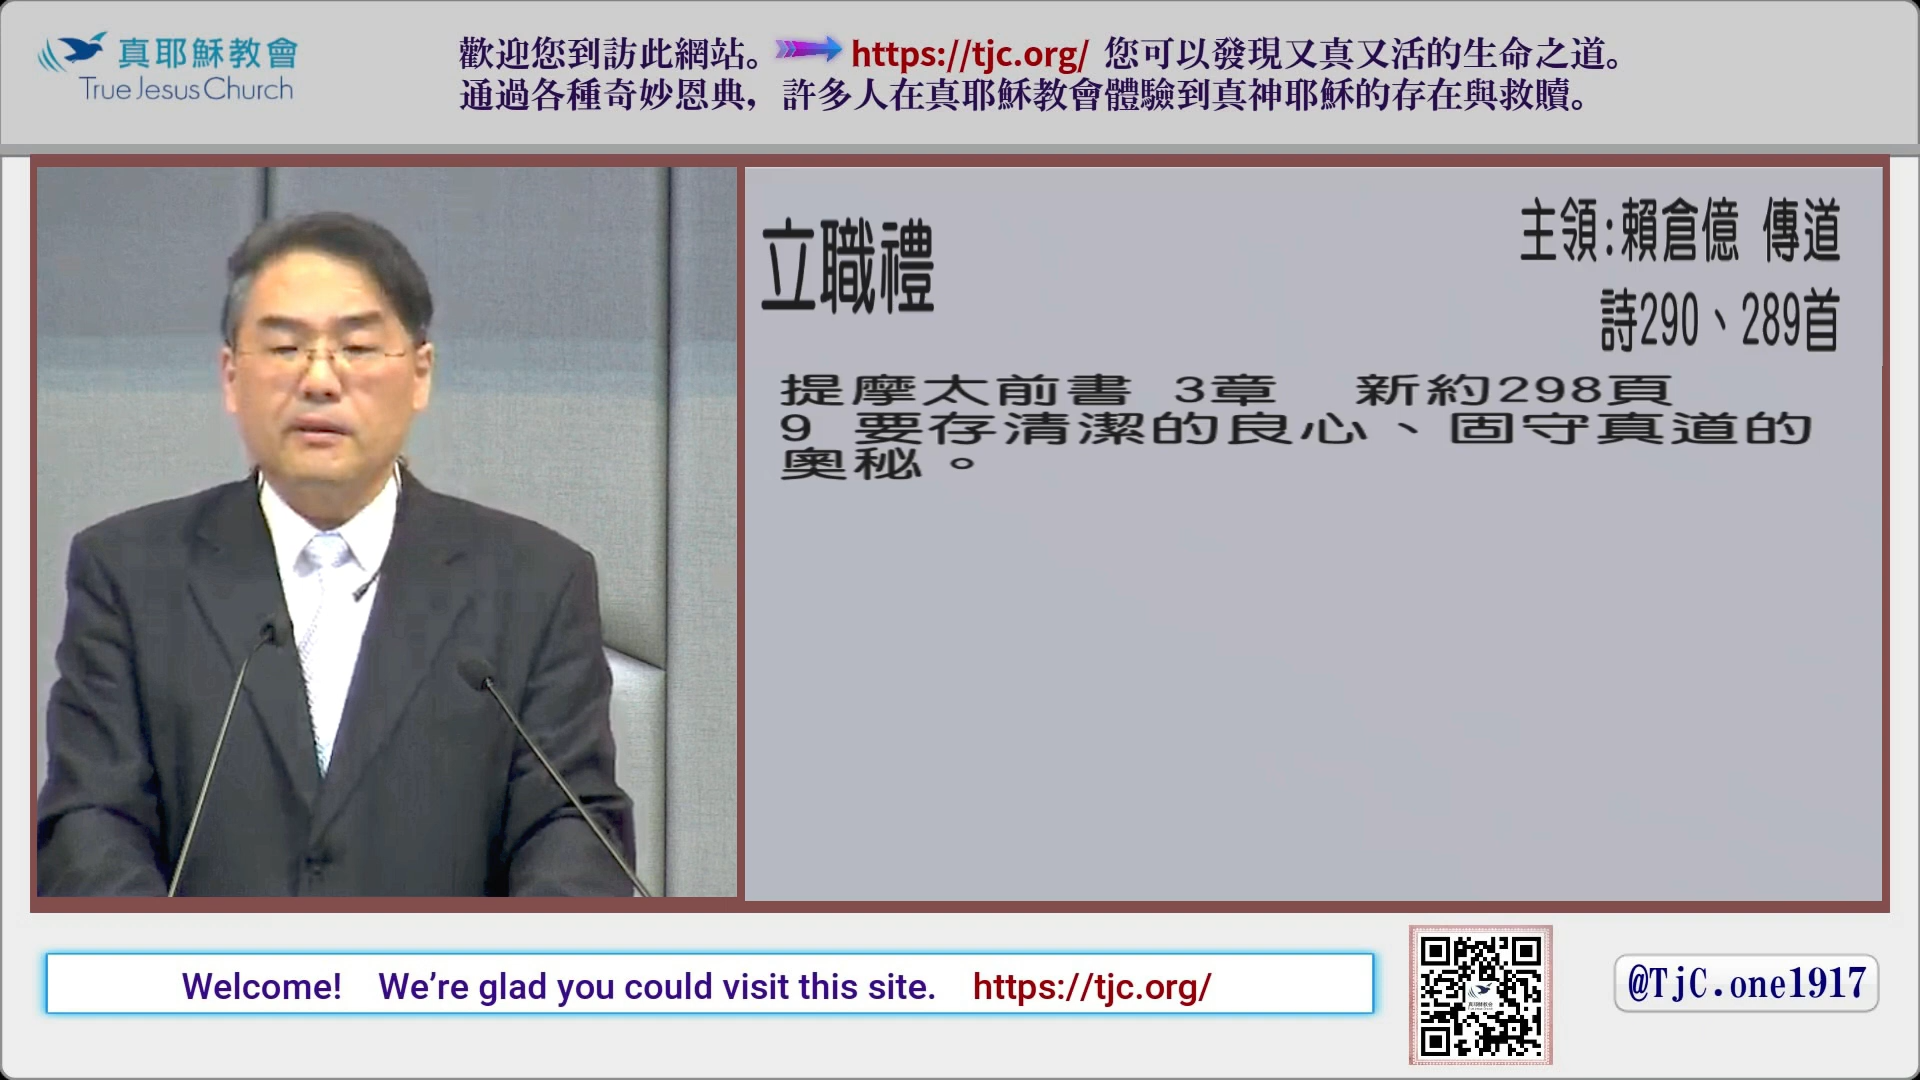 真耶穌教會
True Jesus Church
歡迎您到訪此網站。 https://tjc.org/ 您可以發現又真又活的生命之道。
通過各種奇妙恩典，許多人在真耶穌教會體驗到真神耶穌的存在與救贖。
立職禮
主領:賴倉億 傳道
詩290、289首
提摩太前書 3章 新約298頁
9 要存清潔的良心、固守真道的
奧秘。
Welcome! We’re glad you could visit this site. https://tjc.org/
@TjC.one1917